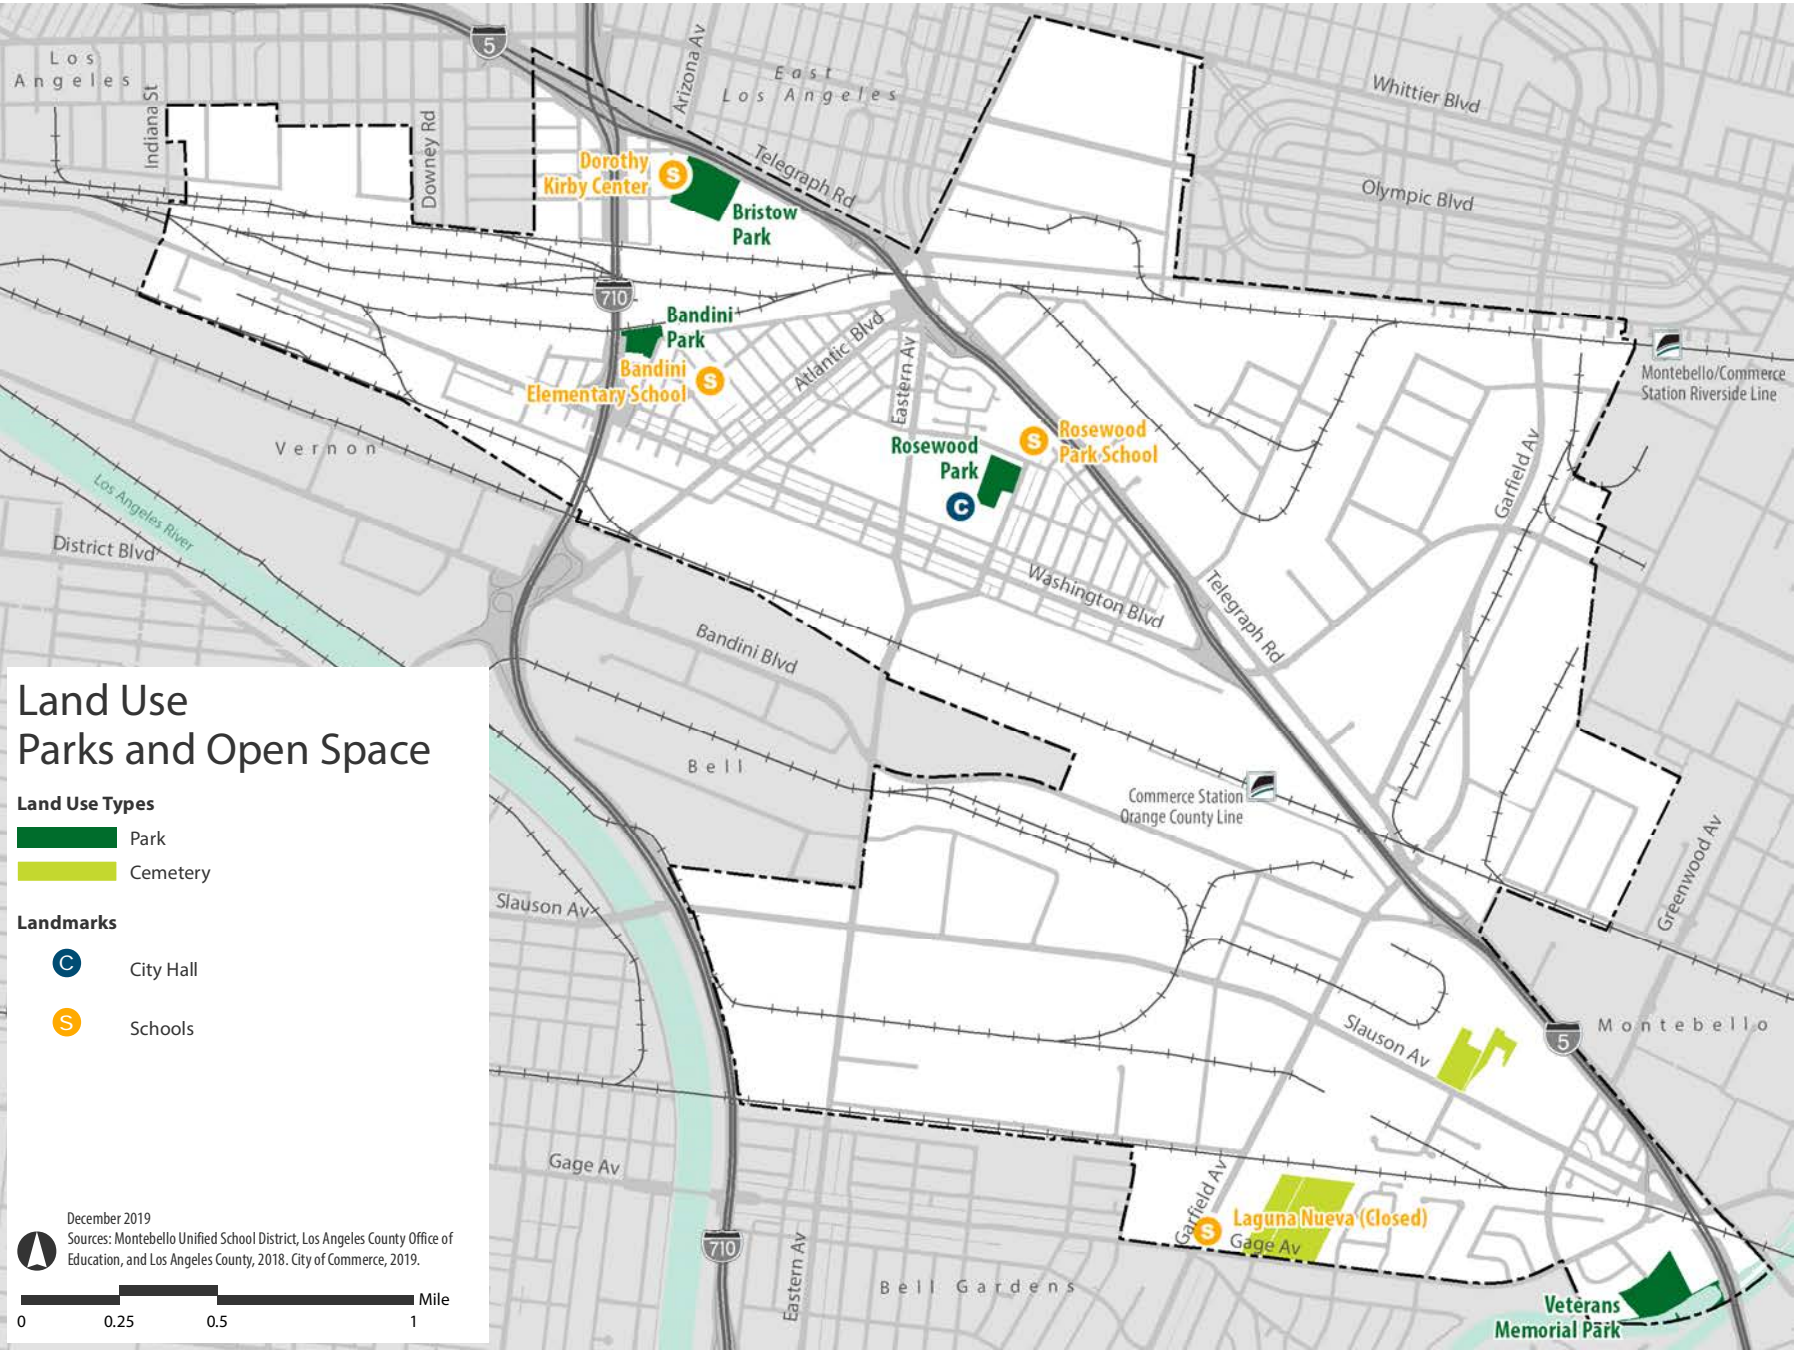 Los
Angeles
Indiana St
Downey Rd
5
Arizona Av
East
Los Angeles
Whittier Blvd
Telegraph Rd
Olympic Blvd
Dorothy
Kirby Center
S
Bristow
Park
710
Bandini
Park
Bandini
Elementary School
S
Atlantic Blvd
Eastern Av
Montebello/Commerce
Station Riverside Line
Vernon
Rosewood
Park
C
S
Rosewood
Park School
Garfield Av
Los Angeles River
District Blvd
Washington Blvd
Telegraph Rd
Bandini Blvd
Bell
Commerce Station
Orange County Line
Greenwood Av
Slauson Av
Slauson Av
5
Montebello
Gage Av
710
Eastern Av
Garfield Av
S
Laguna Nueva (Closed)
Gage Av
Bell Gardens
Veterans
Memorial Park
Land Use
Parks and Open Space
Land Use Types
Park
Cemetery
Landmarks
C
City Hall
S
Schools
December 2019
Sources: Montebello Unified School District, Los Angeles County Office of
Education, and Los Angeles County, 2018. City of Commerce, 2019.
Mile
0 0.25 0.5 1